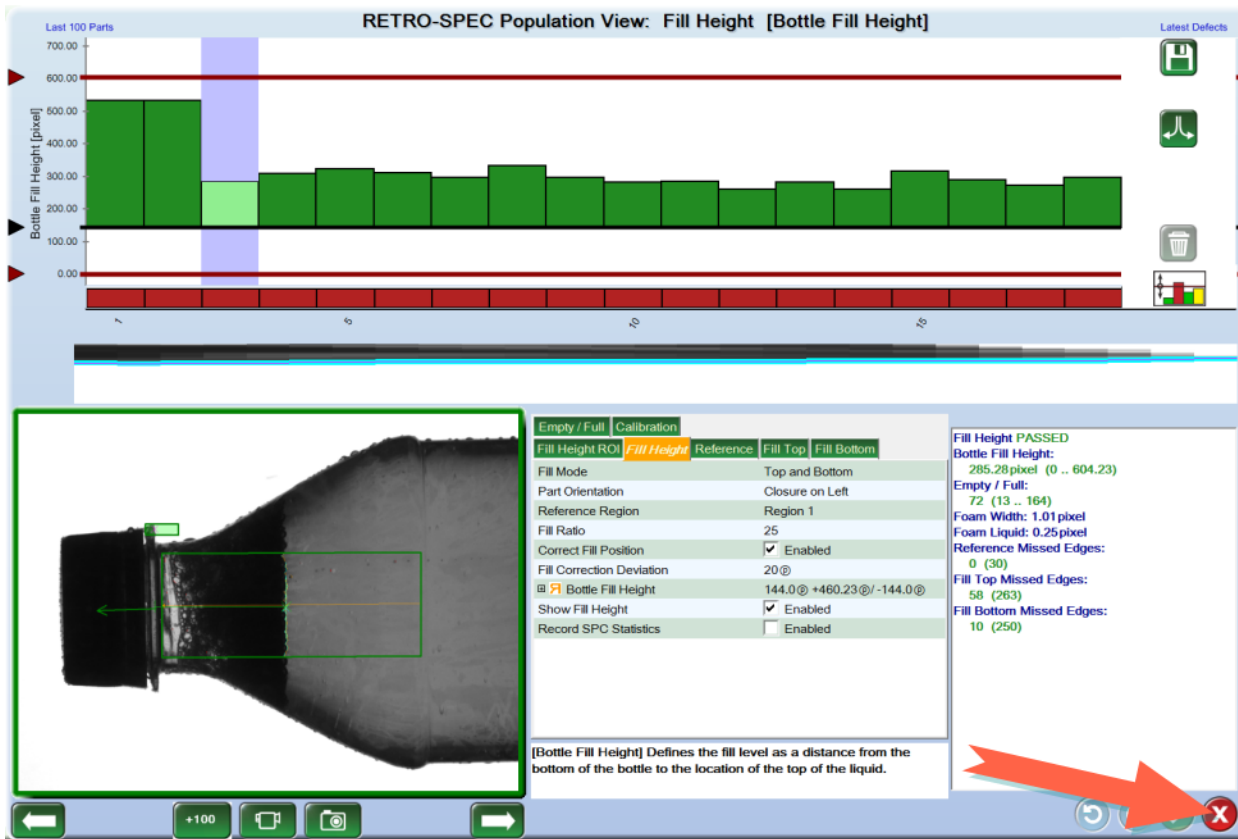 RETRO-SPEC Population View: Fill Height [Bottle Fill Height]
Last 100 Parts
Latest Defects
Bottle Fill Height [pixel]
700.00
600.00
500.00
400.00
300.00
200.00
100.00
0.00
1
5
10
15
Empty / Full
Calibration
Fill Height ROI
Fill Height
Reference
Fill Top
Fill Bottom
Fill Mode Top and Bottom
Part Orientation Closure on Left
Reference Region Region 1
Fill Ratio 25
Correct Fill Position Enabled
Fill Correction Deviation 20ⓟ
Я Bottle Fill Height 144.0ⓟ +460.23ⓟ/ -144.0ⓟ
Show Fill Height Enabled
Record SPC Statistics Enabled
[Bottle Fill Height] Defines the fill level as a distance from the
bottom of the bottle to the location of the top of the liquid.
Fill Height PASSED
Bottle Fill Height:
285.28pixel (0 .. 604.23)
Empty / Full:
72 (13 .. 164)
Foam Width: 1.01pixel
Foam Liquid: 0.25pixel
Reference Missed Edges:
0 (30)
Fill Top Missed Edges:
58 (263)
Fill Bottom Missed Edges:
10 (250)
+100